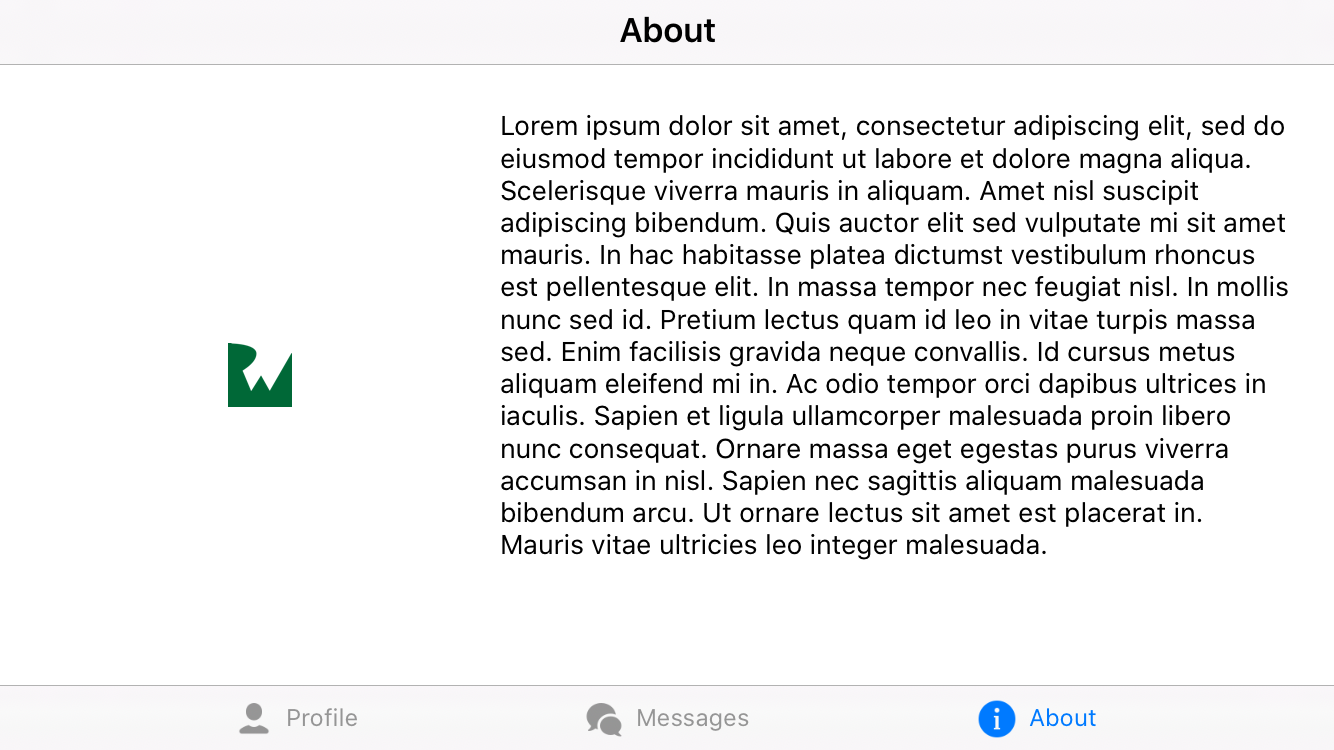 About
Lorem ipsum dolor sit amet, consectetur adipiscing elit, sed do
eiusmod tempor incididunt ut labore et dolore magna aliqua.
Scelerisque viverra mauris in aliquam. Amet nisl suscipit
adipiscing bibendum. Quis auctor elit sed vulputate mi sit amet
mauris. In hac habitasse platea dictumst vestibulum rhoncus
est pellentesque elit. In massa tempor nec feugiat nisl. In mollis
nunc sed id. Pretium lectus quam id leo in vitae turpis massa
sed. Enim facilisis gravida neque convallis. Id cursus metus
aliquam eleifend mi in. Ac odio tempor orci dapibus ultrices in
iaculis. Sapien et ligula ullamcorper malesuada proin libero
nunc consequat. Ornare massa eget egestas purus viverra
accumsan in nisl. Sapien nec sagittis aliquam malesuada
bibendum arcu. Ut ornare lectus sit amet est placerat in.
Mauris vitae ultricies leo integer malesuada.
Profile
Messages
About